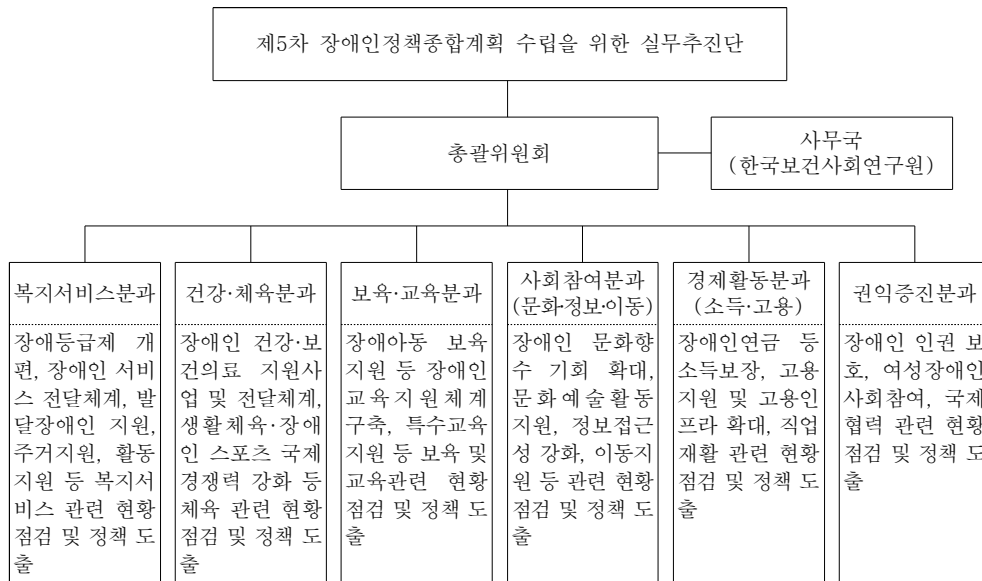 제5차 장애인정책종합계획 수립을 위한 실무추진단
총괄위원회
사무국
(한국보건사회연구원)
복지서비스분과
장애등급제 개
편, 장애인 서비
스 전달체계, 발
달장애인 지원,
주거지원, 활동
지원 등 복지서
비스 관련 현황
점검 및 정책 도
출
건강·체육분과
장애인 건강·보
건의료 지원사
업 및 전달체계,
생활체육·장애
인 스포츠 국제
경쟁력 강화 등
체육 관련 현황
점검 및 정책 도
출
보육·교육분과
장애아동 보육
지원 등 장애인
교육지원체계
구축, 특수교육
지원 등 보육 및
교육관련 현황
점검 및 정책 도
출
사회참여분과
(문화·정보·이동)
장애인 문화향
수 기회 확대,
문화예술활동
지원, 정보접근
성 강화, 이동지
원 등 관련 현황
점검 및 정책 도
출
경제활동분과
(소득·고용)
장애인연금 등
소득보장, 고용
지원 및 고용인
프라 확대, 직업
재활 관련 현황
점검 및 정책 도
출
권익증진분과
장애인 인권 보
호, 여성장애인
사회참여, 국제
협력 관련 현황
점검 및 정책 도
출